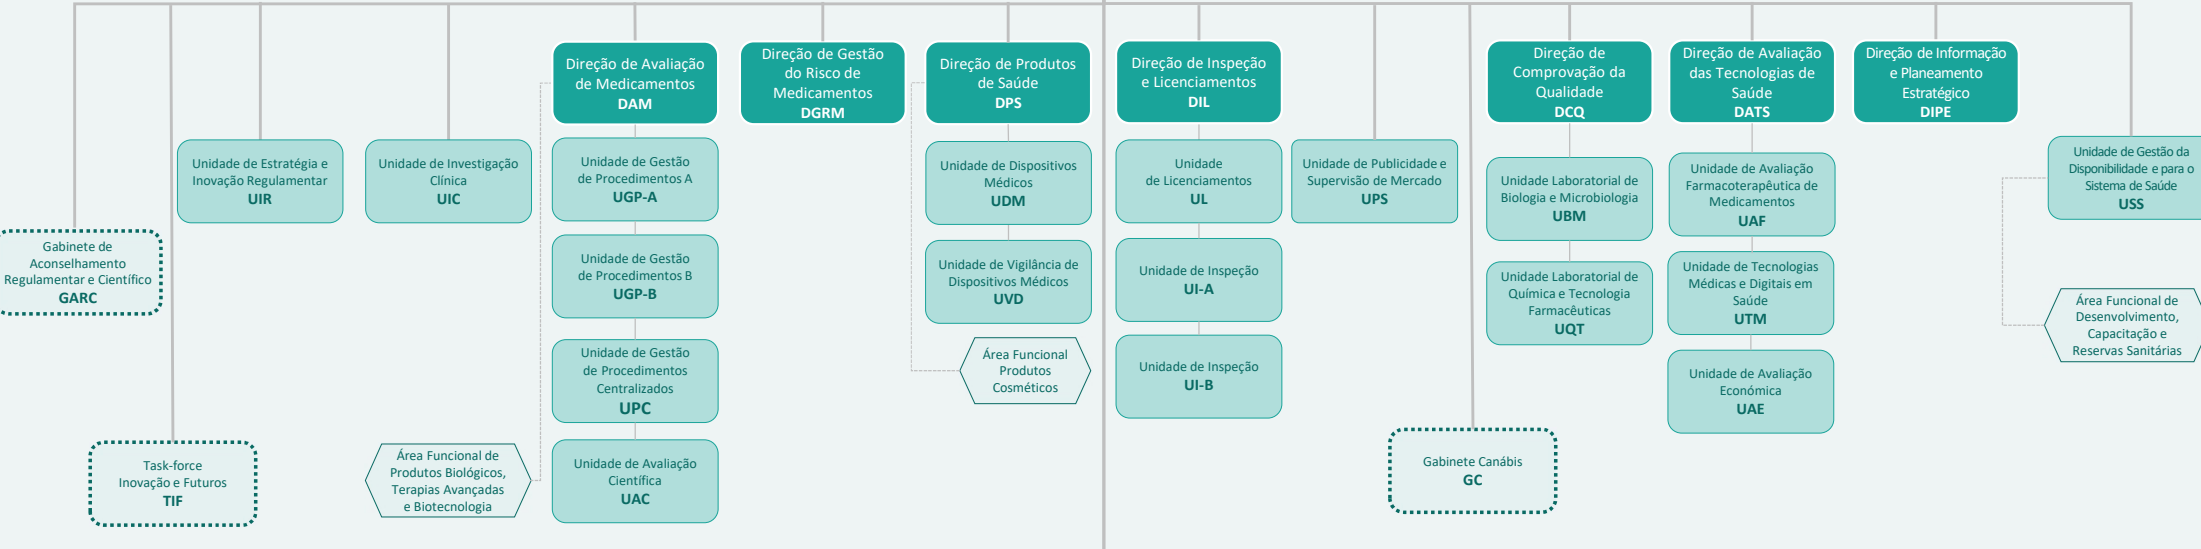 Direção de Avaliação
de Medicamentos
DAM
Direção de Gestão
do Risco de
Medicamentos
DGRM
Direção de Produtos
de Saúde
DPS
Direção de Inspeção
e Licenciamentos
DIL
Direção de
Comprovação da
Qualidade
DCQ
Direção de Avaliação
das Tecnologias de
Saúde
DATS
Direção de Informação
e Planeamento
Estratégico
DIPE
Unidade de Estratégia e
Inovação Regulamentar
UIR
Unidade de Investigação
Clínica
UIC
Unidade de Gestão
de Procedimentos A
UGP-A
Unidade de Dispositivos
Médicos
UDM
Unidade
de Licenciamentos
UL
Unidade de Publicidade e
Supervisão de Mercado
UPS
Unidade Laboratorial de
Biologia e Microbiologia
UBM
Unidade de Avaliação
Farmacoterapêutica de
Medicamentos
UAF
Unidade de Gestão da
Disponibilidade e para o
Sistema de Saúde
USS
Gabinete de
Aconselhamento
Regulamentar e Científico
GARC
Unidade de Gestão
de Procedimentos B
UGP-B
Unidade de Vigilância de
Dispositivos Médicos
UVD
Unidade de Inspeção
UI-A
Unidade Laboratorial de
Química e Tecnologia
Farmacêuticas
UQT
Unidade de Tecnologias
Médicas e Digitais em
Saúde
UTM
Área Funcional de
Desenvolvimento,
Capacitação e
Reservas Sanitárias
Unidade de Gestão
de Procedimentos
Centralizados
UPC
Área Funcional
Produtos
Cosméticos
Unidade de Inspeção
UI-B
Unidade de Avaliação
Económica
UAE
Task-force
Inovação e Futuros
TIF
Área Funcional de
Produtos Biológicos,
Terapias Avançadas
e Biotecnologia
Unidade de Avaliação
Científica
UAC
Gabinete Canábis
GC